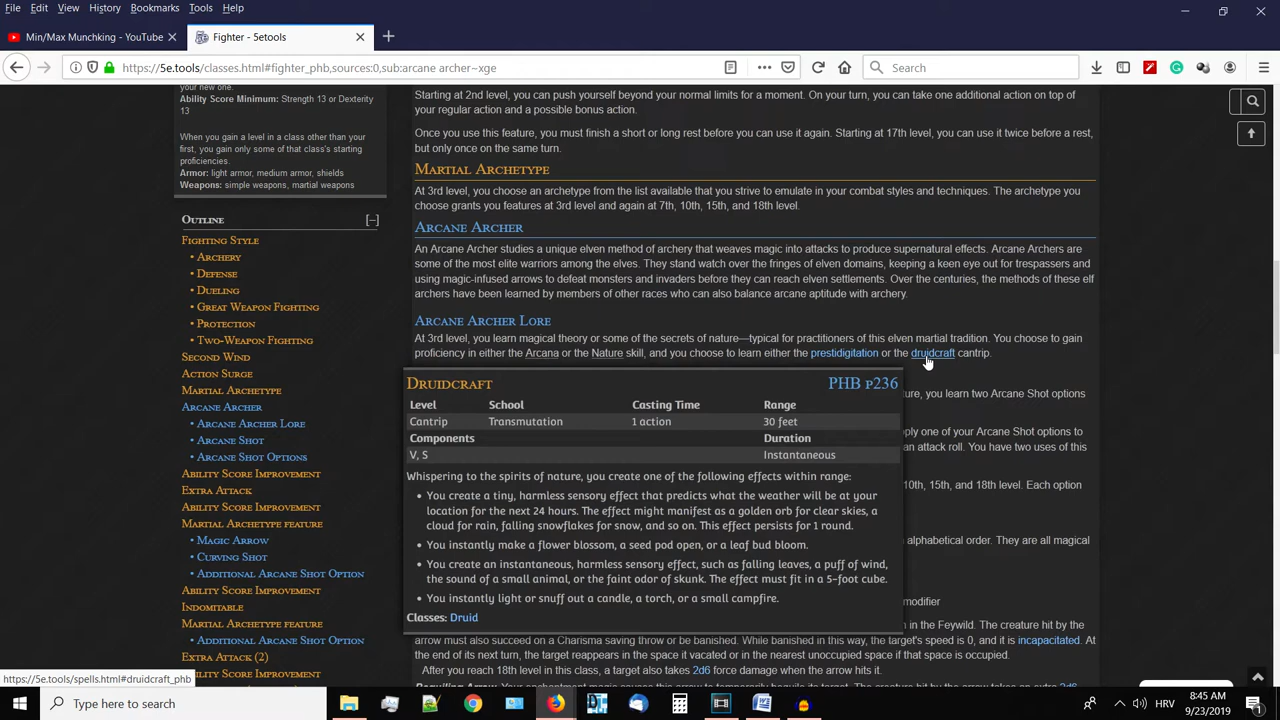 File Edit View History Bookmarks Tools Help
Min/Max Munchking - YouTube
Fighter - 5etools
https://5e.tools/classes.html#fighter_phb,sources:0,sub:arcane archer~xge
Search
your new one.
Ability Score Minimum: Strength 13 or Dexterity
13
When you gain a level in a class other than your
first, you gain only some of that class's starting
proficiencies.
Armor: light armor, medium armor, shields
Weapons: simple weapons, martial weapons
Outline [–]
Fighting Style
• Archery
• Defense
• Dueling
• Great Weapon Fighting
• Protection
• Two-Weapon Fighting
Second Wind
Action Surge
Martial Archetype
Arcane Archer
• Arcane Archer Lore
• Arcane Shot
• Arcane Shot Options
Ability Score Improvement
Extra Attack
Ability Score Improvement
Martial Archetype feature
• Magic Arrow
• Curving Shot
• Additional Arcane Shot Option
Ability Score Improvement
Indomitable
Martial Archetype feature
• Additional Arcane Shot Option
Extra Attack (2)
Ability Score Improvement
Starting at 2nd level, you can push yourself beyond your normal limits for a moment. On your turn, you can take one additional action on top of
your regular action and a possible bonus action.
Once you use this feature, you must finish a short or long rest before you can use it again. Starting at 17th level, you can use it twice before a rest,
but only once on the same turn.
Martial Archetype
At 3rd level, you choose an archetype from the list available that you strive to emulate in your combat styles and techniques. The archetype you
choose grants you features at 3rd level and again at 7th, 10th, 15th, and 18th level.
Arcane Archer
An Arcane Archer studies a unique elven method of archery that weaves magic into attacks to produce supernatural effects. Arcane Archers are
some of the most elite warriors among the elves. They stand watch over the fringes of elven domains, keeping a keen eye out for trespassers and
using magic-infused arrows to defeat monsters and invaders before they can reach elven settlements. Over the centuries, the methods of these elf
archers have been learned by members of other races who can also balance arcane aptitude with archery.
Arcane Archer Lore
At 3rd level, you learn magical theory or some of the secrets of nature—typical for practitioners of this elven martial tradition. You choose to gain
proficiency in either the Arcana or the Nature skill, and you choose to learn either the prestidigitation or the druidcraft cantrip.
Druidcraft PHB p236
Level School Casting Time Range
Cantrip Transmutation 1 action 30 feet
Components Duration
V, S Instantaneous
Whispering to the spirits of nature, you create one of the following effects within range:
• You create a tiny, harmless sensory effect that predicts what the weather will be at your
location for the next 24 hours. The effect might manifest as a golden orb for clear skies, a
cloud for rain, falling snowflakes for snow, and so on. This effect persists for 1 round.
• You instantly make a flower blossom, a seed pod open, or a leaf bud bloom.
• You create an instantaneous, harmless sensory effect, such as falling leaves, a puff of wind,
the sound of a small animal, or the faint odor of skunk. The effect must fit in a 5-foot cube.
• You instantly light or snuff out a candle, a torch, or a small campfire.
Classes: Druid
ture, you learn two Arcane Shot options
ply one of your Arcane Shot options to
an attack roll. You have two uses of this
10th, 15th, and 18th level. Each option
alphabetical order. They are all magical
modifier
in the Feywild. The creature hit by the
arrow must also succeed on a Charisma saving throw or be banished. While banished in this way, the target's speed is 0, and it is incapacitated. At
the end of its next turn, the target reappears in the space it vacated or in the nearest unoccupied space if that space is occupied.
After you reach 18th level in this class, a target also takes 2d6 force damage when the arrow hits it.
https://5e.tools/spells.html#druidcraft_phb
Type here to search
HRV
8:45 AM
9/23/2019